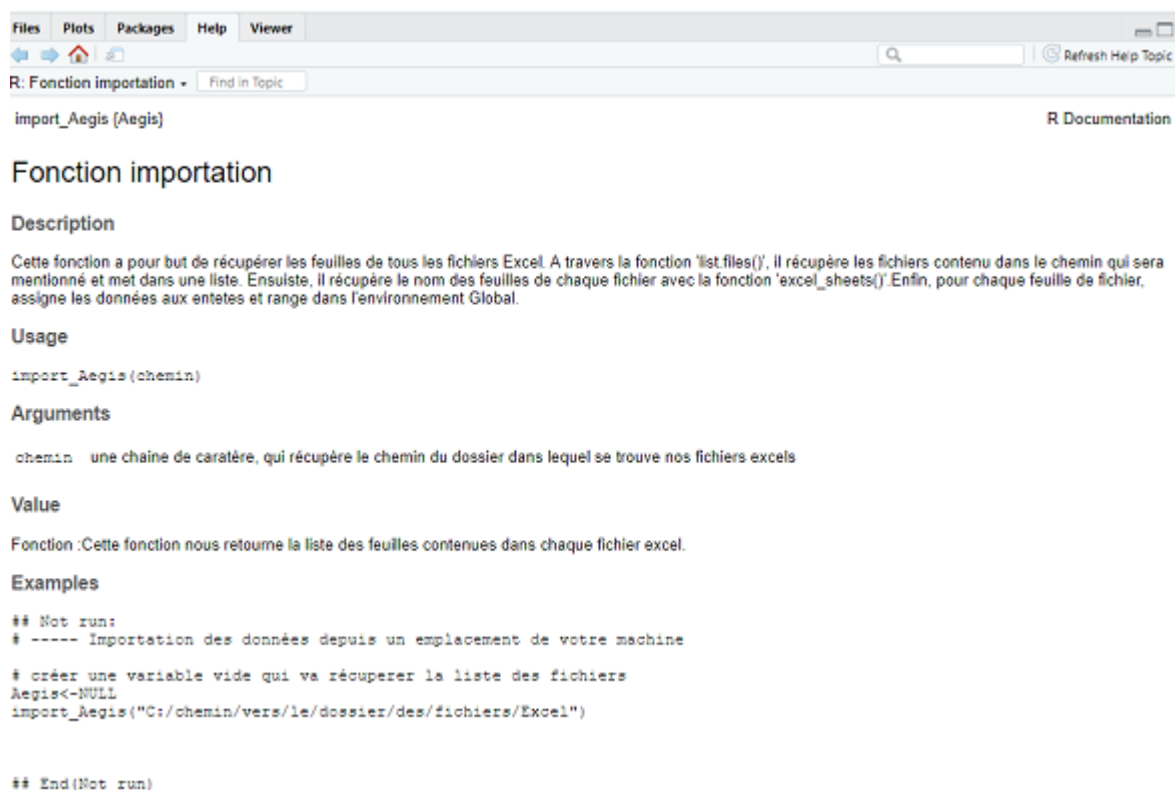 Files Plots Packages Help Viewer
Refresh Help Topic
R: Fonction importation Find in Topic
import_Aegis {Aegis} R Documentation
Fonction importation
Description
Cette fonction a pour but de récupérer les feuilles de tous les fichiers Excel. A travers la fonction 'list.files()', il récupère les fichiers contenu dans le chemin qui sera
mentionné et met dans une liste. Ensuiste, il récupère le nom des feuilles de chaque fichier avec la fonction 'excel_sheets()'.Enfin, pour chaque feuille de fichier,
assigne les données aux entetes et range dans l'environnement Global.
Usage
import_Aegis(chemin)
Arguments
chemin une chaine de caratère, qui récupère le chemin du dossier dans lequel se trouve nos fichiers excels
Value
Fonction :Cette fonction nous retourne la liste des feuilles contenues dans chaque fichier excel.
Examples
## Not run:
# ----- Importation des données depuis un emplacement de votre machine
# créer une variable vide qui va récuperer la liste des fichiers
Aegis<-NULL
import_Aegis("C:/chemin/vers/le/dossier/des/fichiers/Excel")
## End(Not run)